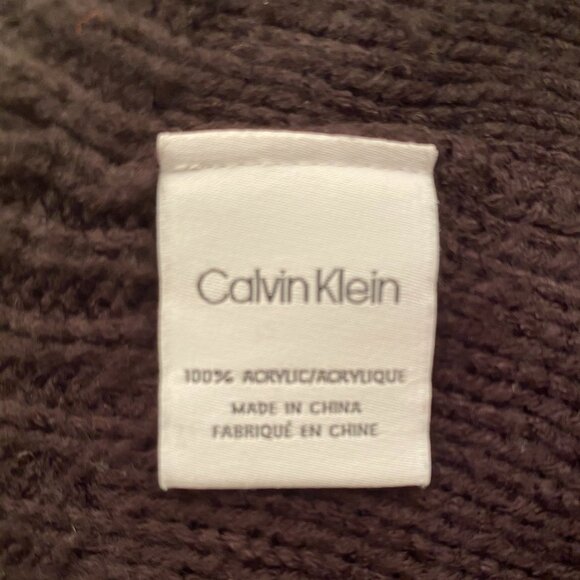 Calvin Klein
100% ACRYLIC/ACRYLIQUE
MADE IN CHINA
FABRIQUÉ EN CHINE